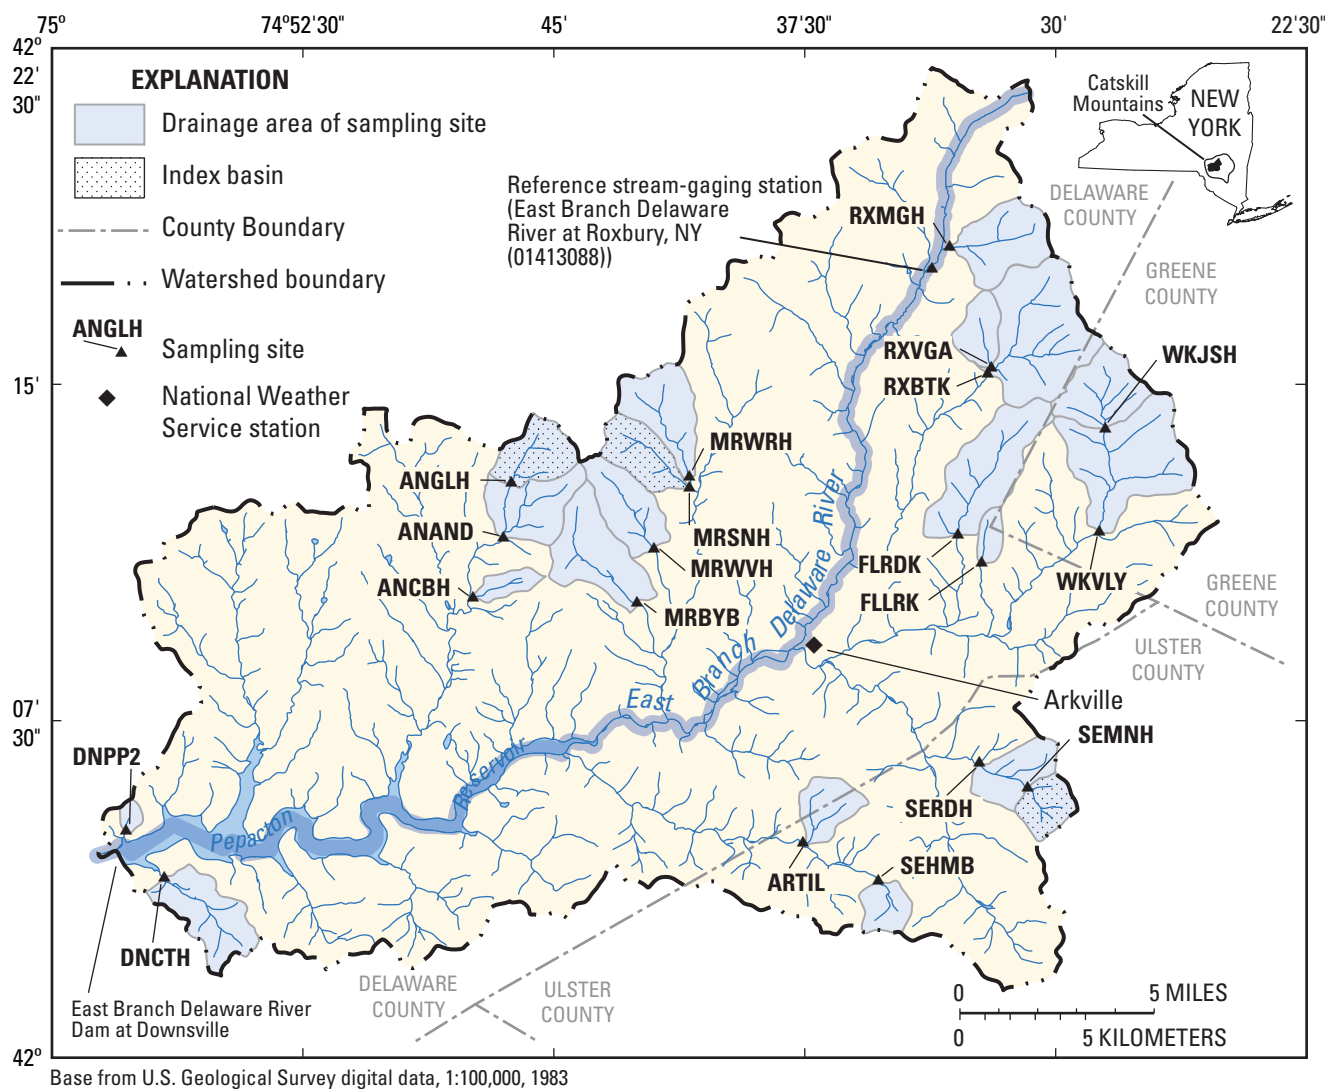 75º
74º52'30"
45'
37'30"
30'
22'30"
42º
22'
30"
EXPLANATION
Drainage area of sampling site
Index basin
County Boundary
Watershed boundary
ANGLH
Sampling site
National Weather
Service station
Catskill
Mountains
NEW
YORK
Reference stream-gaging station
(East Branch Delaware
River at Roxbury, NY
(01413088))
RXMGH
DELAWARE
COUNTY
GREENE
COUNTY
RXVGA
RXBTK
WKJSH
15'
MRWRH
ANGLH
ANAND
MRSNH
MRWVH
ANCBH
MRBYB
FLRDK
FLLRK
WKVLY
GREENE
COUNTY
ULSTER
COUNTY
East Branch Delaware River
Arkville
07'
30"
DNPP2
SEMNH
SERDH
Pepacton Reservoir
ARTIL
SEHMB
DNCTH
DELAWARE
COUNTY
ULSTER
COUNTY
East Branch Delaware River
Dam at Downsville
0 5 MILES
0 5 KILOMETERS
42º
Base from U.S. Geological Survey digital data, 1:100,000, 1983